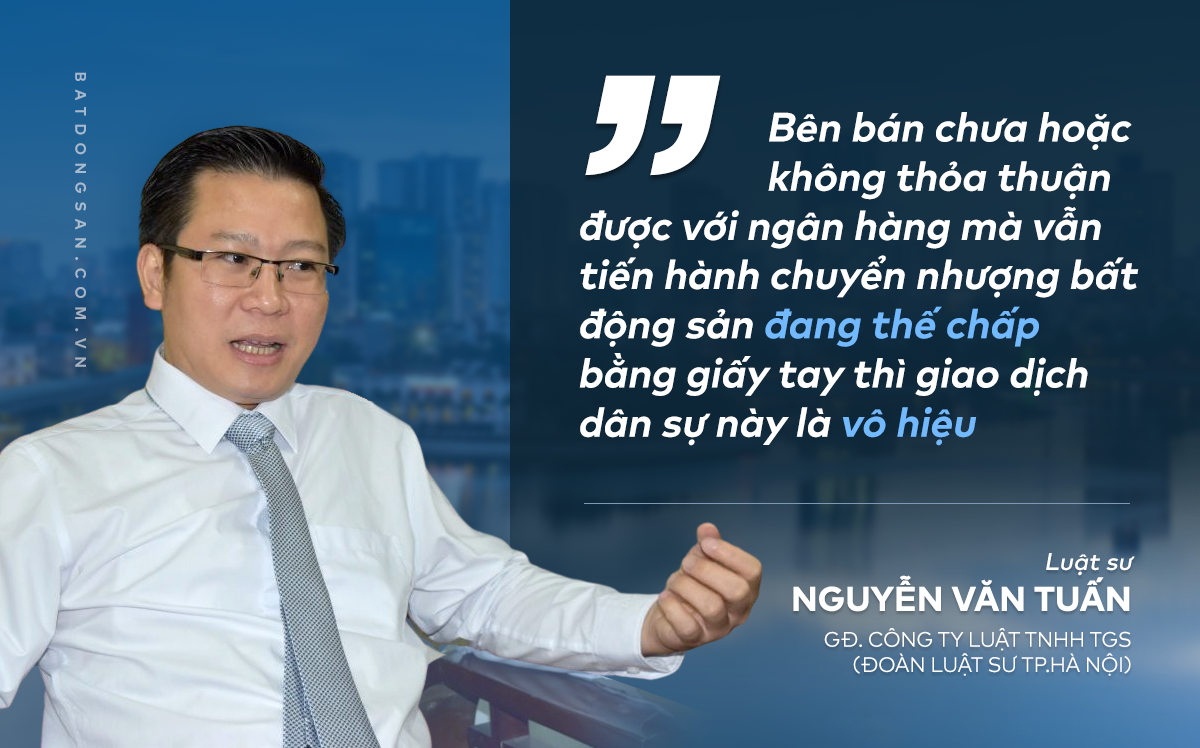 BATDONGSAN.COM.VN
Bên bán chưa hoặc
không thỏa thuận
được với ngân hàng mà vẫn
tiến hành chuyển nhượng bất
động sản đang thế chấp
bằng giấy tay thì giao dịch
dân sự này là vô hiệu
Luật sư
NGUYỄN VĂN TUẤN
GĐ. CÔNG TY LUẬT TNHH TGS
(ĐOÀN LUẬT SƯ TP.HÀ NỘI)